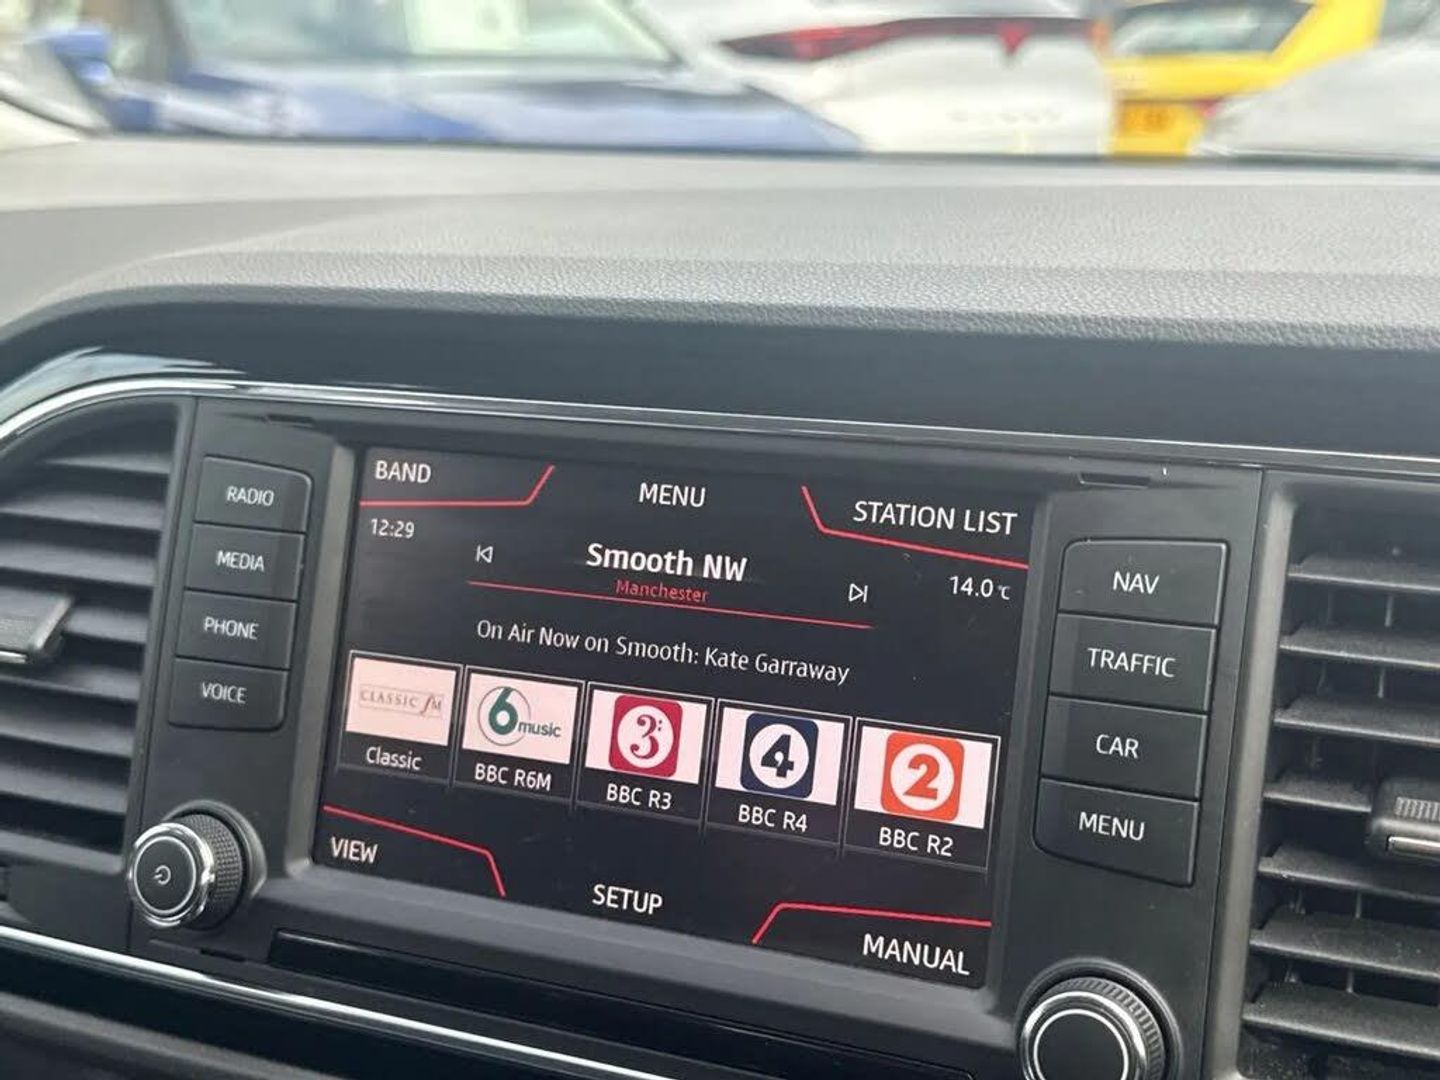 BAND
MENU
STATION LIST
12:29
Smooth NW
Manchester
14.0 °C
On Air Now on Smooth: Kate Garraway
CLASSIC fM
6 music
3
4
2
Classic
BBC R6M
BBC R3
BBC R4
BBC R2
VIEW
SETUP
MANUAL
RADIO
MEDIA
PHONE
VOICE
NAV
TRAFFIC
CAR
MENU